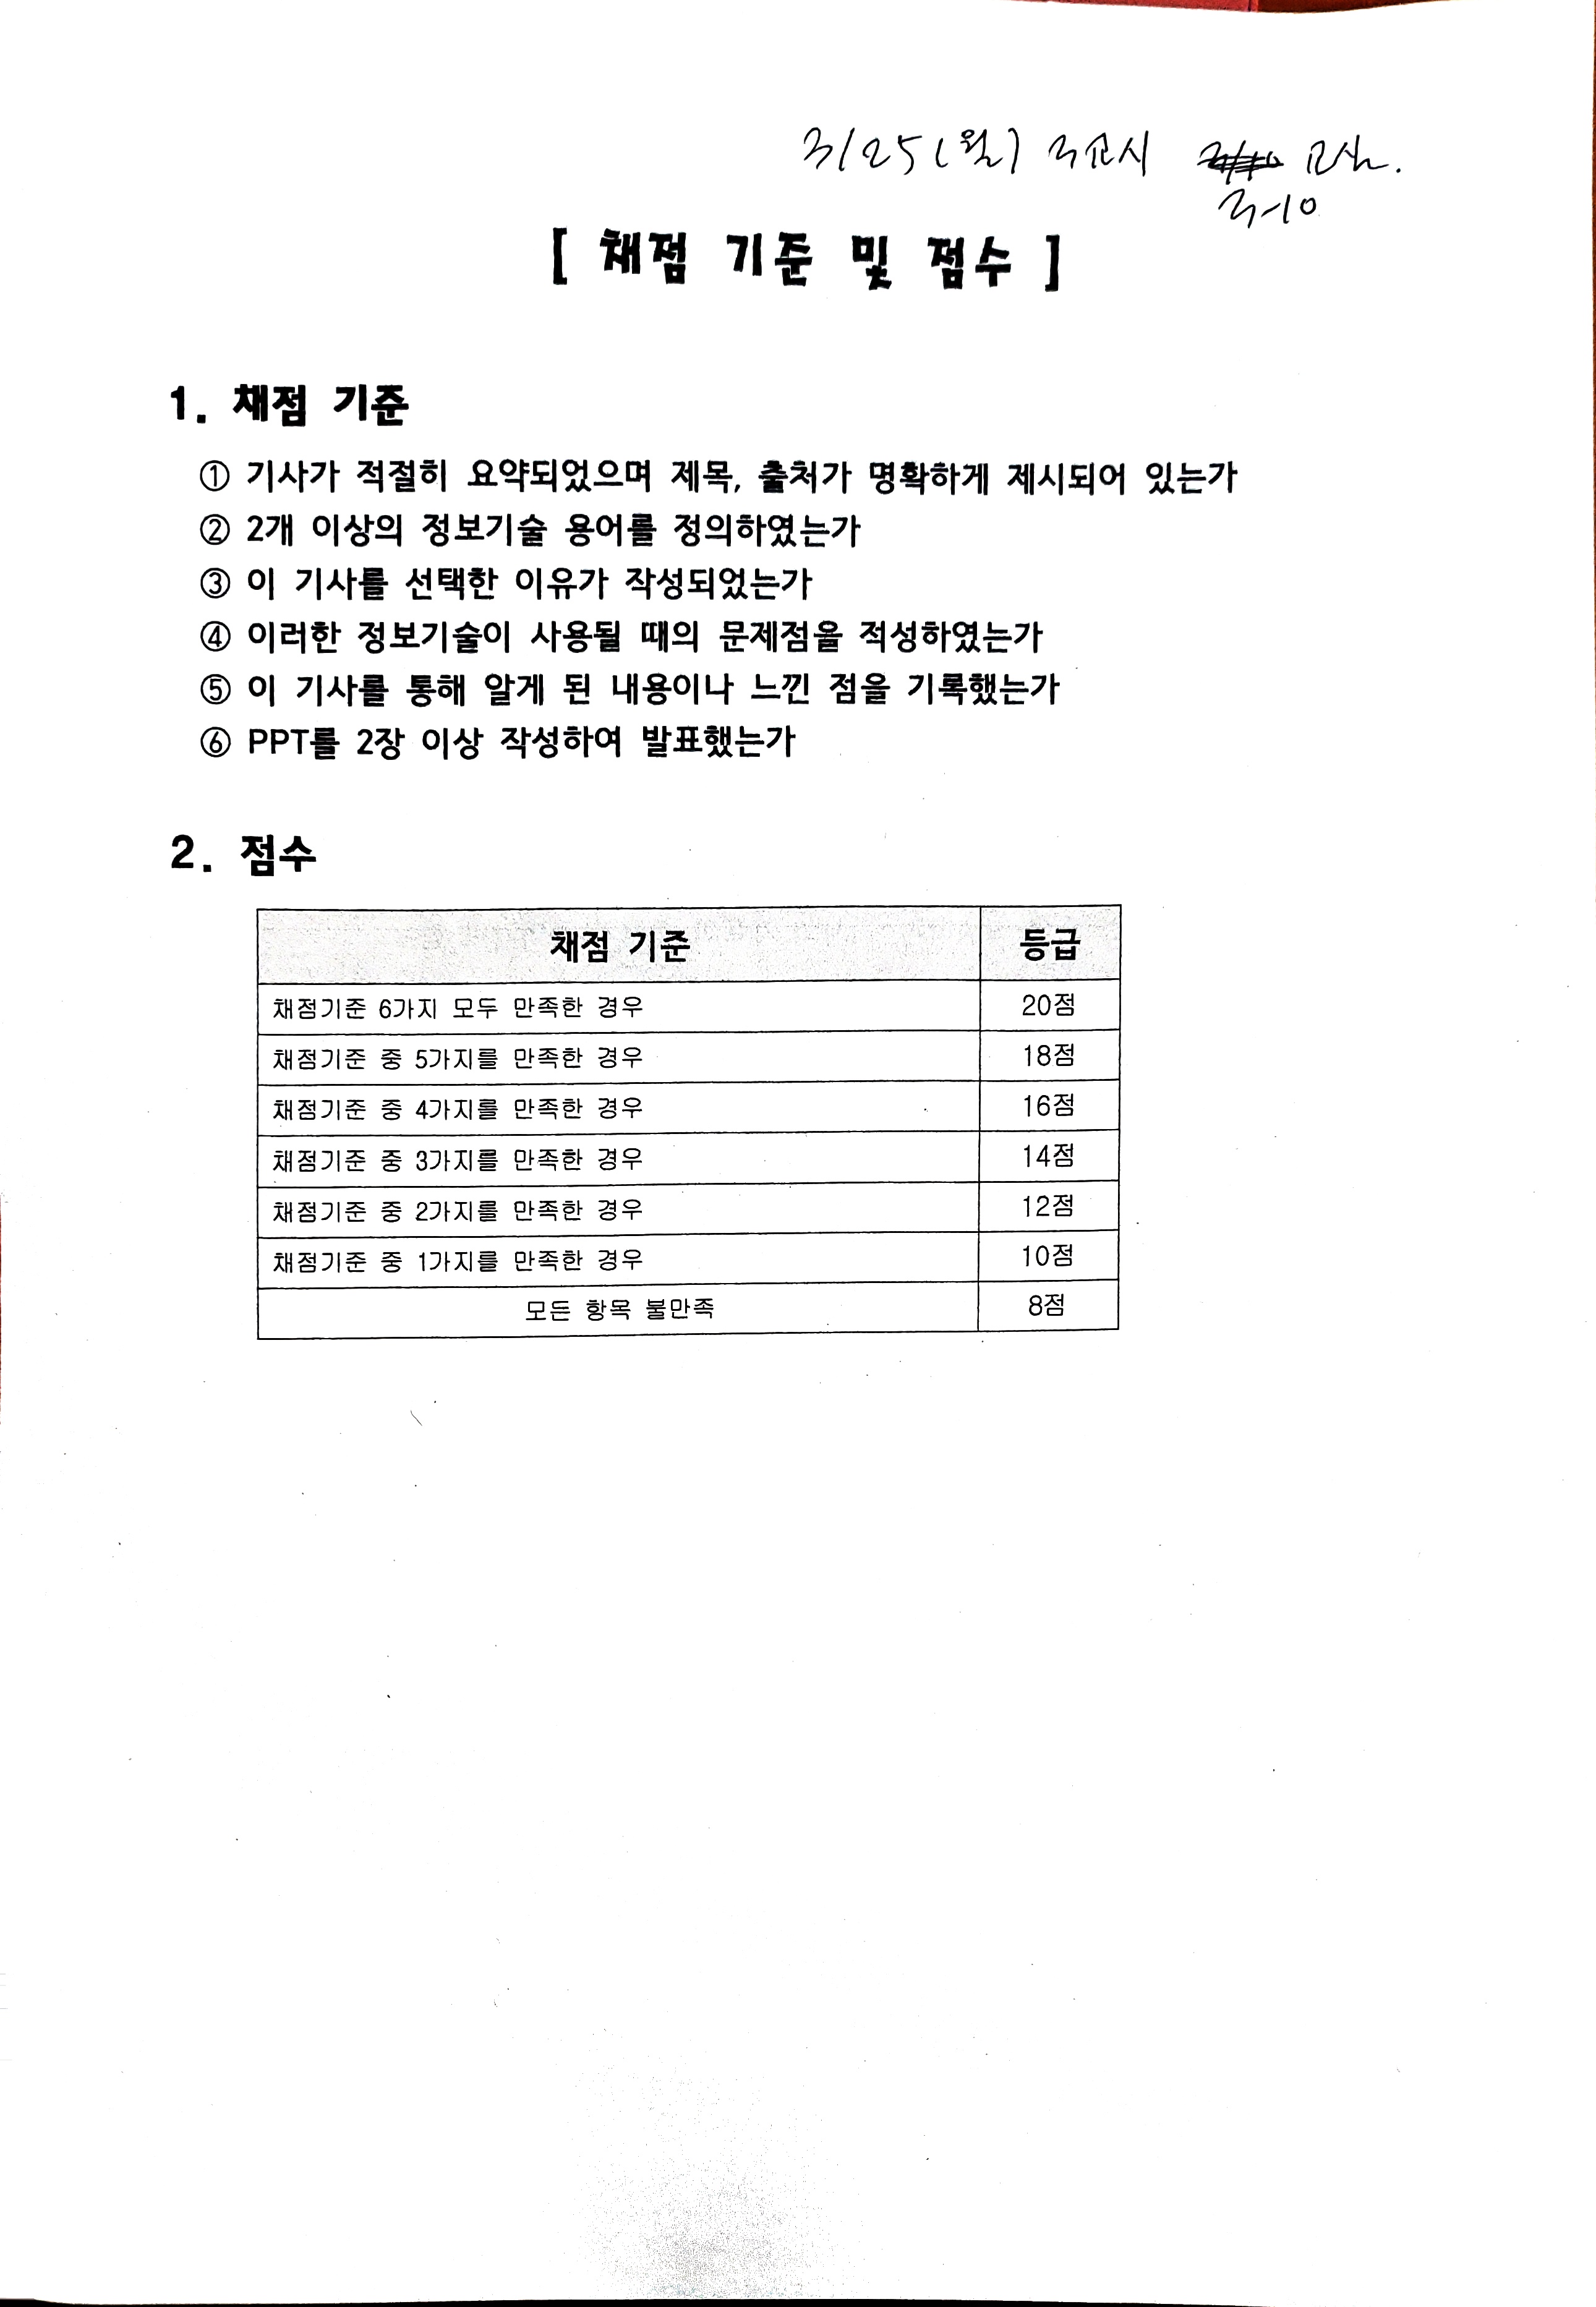 3/25(월) 3교시 교실.
3-10
[ 채점 기준 및 점수 ]
1. 채점 기준
① 기사가 적절히 요약되었으며 제목, 출처가 명확하게 제시되어 있는가
② 2개 이상의 정보기술 용어를 정의하였는가
③ 이 기사를 선택한 이유가 작성되었는가
④ 이러한 정보기술이 사용될 때의 문제점을 적성하였는가
⑤ 이 기사를 통해 알게 된 내용이나 느낀 점을 기록했는가
⑥ PPT를 2장 이상 작성하여 발표했는가
2. 점수
채점 기준 등급
채점기준 6가지 모두 만족한 경우 20점
채점기준 중 5가지를 만족한 경우 18점
채점기준 중 4가지를 만족한 경우 16점
채점기준 중 3가지를 만족한 경우 14점
채점기준 중 2가지를 만족한 경우 12점
채점기준 중 1가지를 만족한 경우 10점
모든 항목 불만족 8점